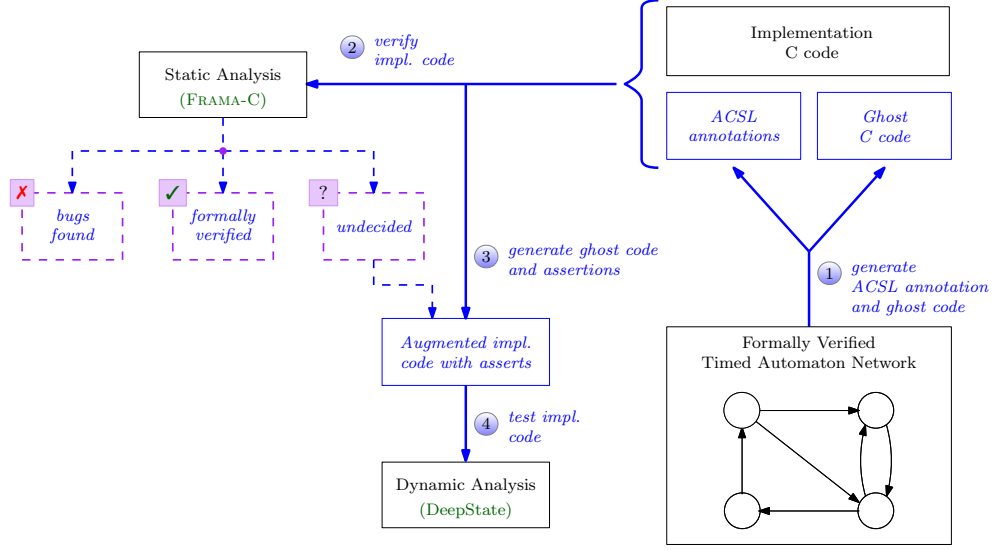 Implementation
C code
2
verify
impl. code
Static Analysis
(FRAMA-C)
ACSL
annotations
Ghost
C code
✗
bugs
found
✓
formally
verified
?
undecided
3
generate ghost code
and assertions
1
generate
ACSL annotation
and ghost code
Augmented impl.
code with asserts
Formally Verified
Timed Automaton Network
4
test impl.
code
Dynamic Analysis
(DeepState)